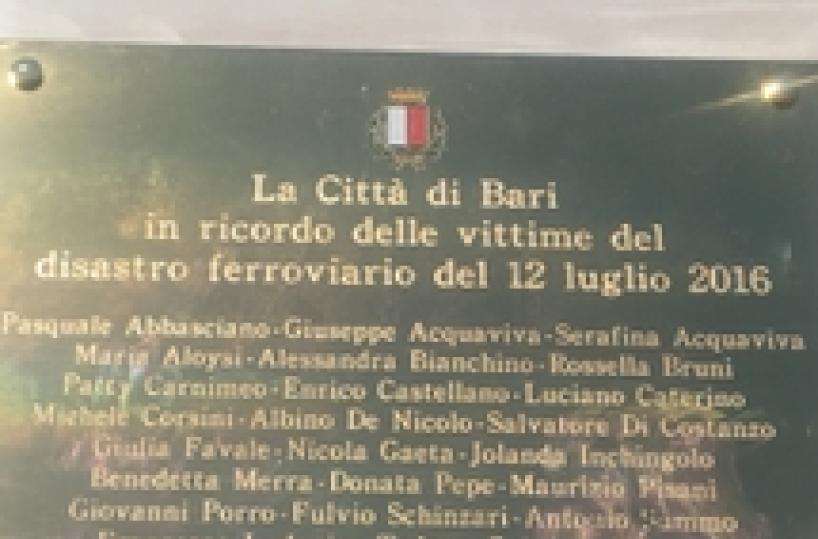 La Città di Bari
in ricordo delle vittime del
disastro ferroviario del 12 luglio 2016
Pasquale Abbasciano-Giuseppe Acquaviva-Serafina Acquaviva
Maria Aloysi-Alessandra Bianchino-Rossella Bruni
Patty Carnimeo-Enrico Castellano-Luciano Caterino
Michele Corsini-Albino De Nicolo-Salvatore Di Costanzo
Giulia Favale-Nicola Gaeta-Jolanda Inchingolo
Benedetta Merra-Donata Pepe-Maurizio Pisani
Giovanni Porro-Fulvio Schinzari-Antonio Summo